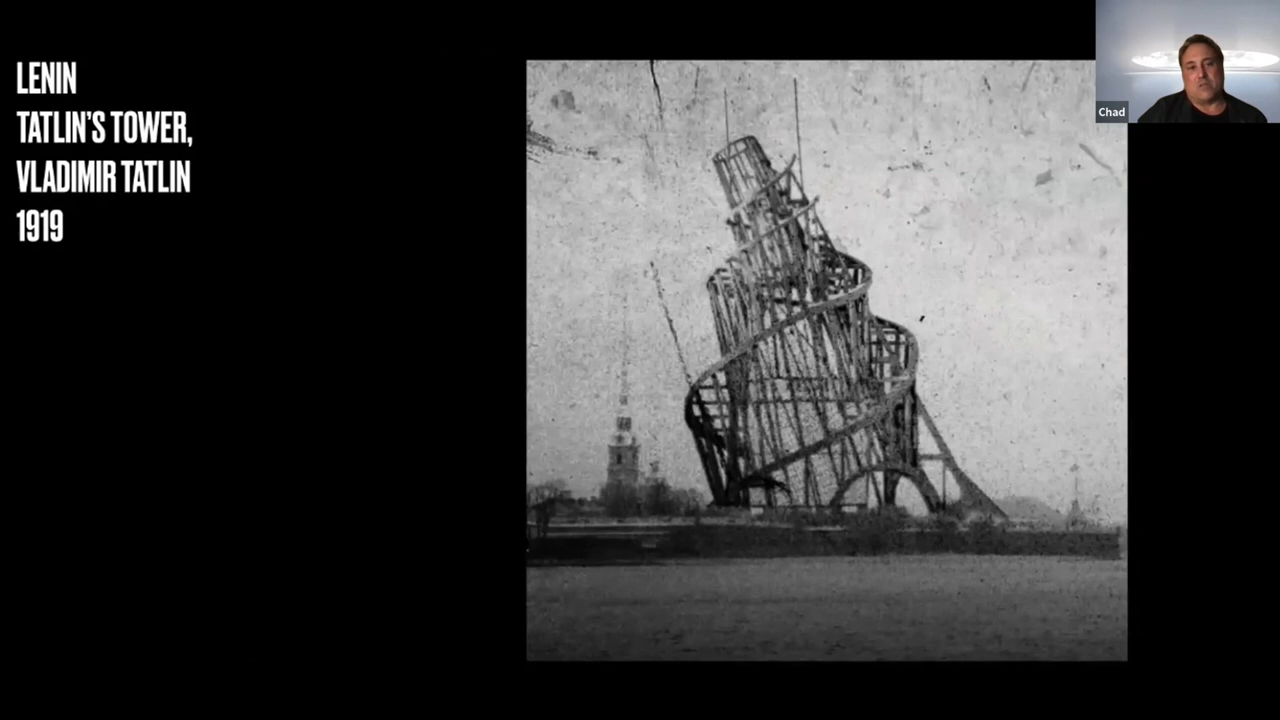 LENIN
TATLIN'S TOWER,
VLADIMIR TATLIN
1919
Chad